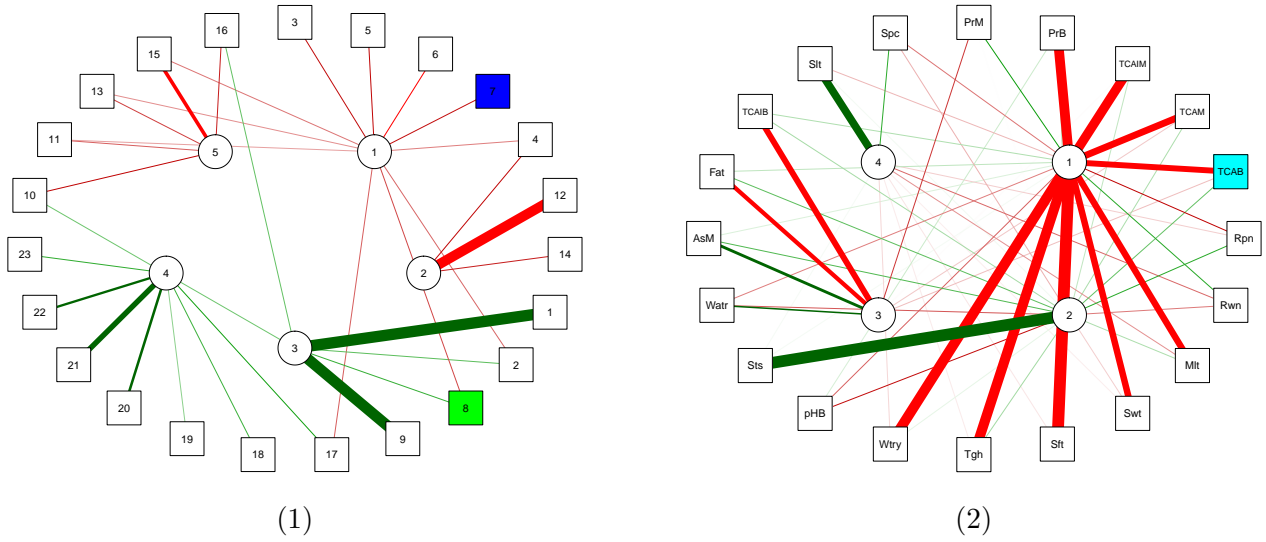 3
5
16
6
15
7
13
4
11
5
1
12
10
2
14
23
4
22
3
1
21
2
20
8
19
9
18
17
(1)
PrM
Spc
PrB
Slt
TCAIM
TCAIB
TCAM
Fat
4
1
TCAB
AsM
Rpn
Watr
3
2
Rwn
Sts
Mlt
pHB
Swt
Wtry
Sft
Tgh
(2)